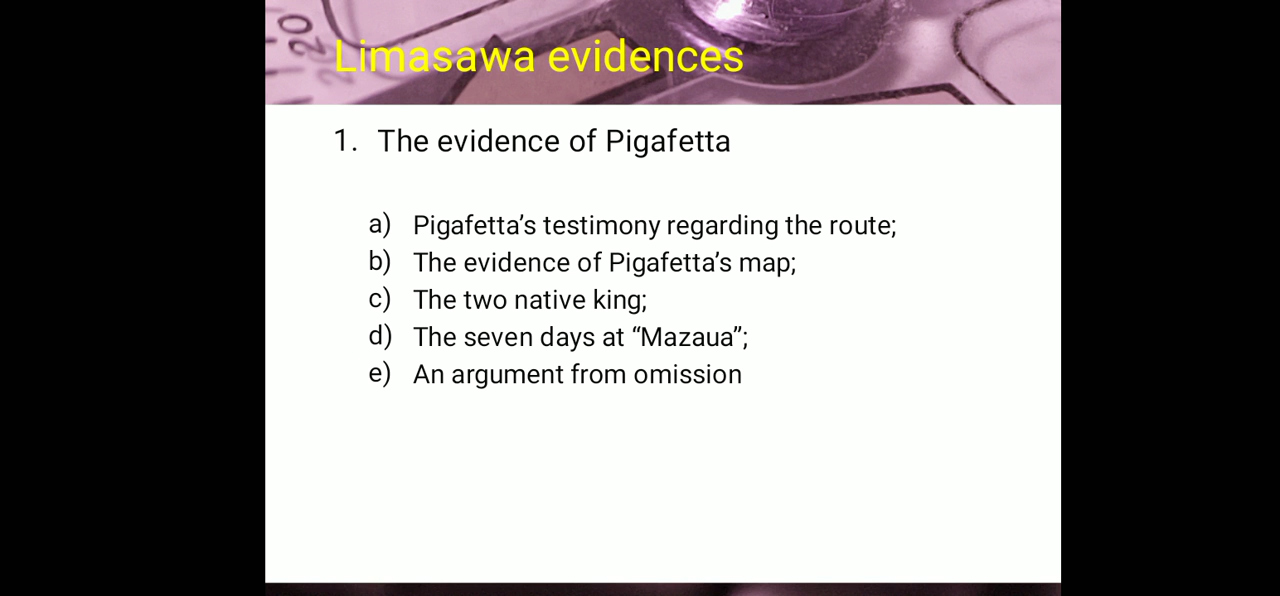 Limasawa evidences
1. The evidence of Pigafetta
a) Pigafetta’s testimony regarding the route;
b) The evidence of Pigafetta’s map;
c) The two native king;
d) The seven days at “Mazaua”;
e) An argument from omission